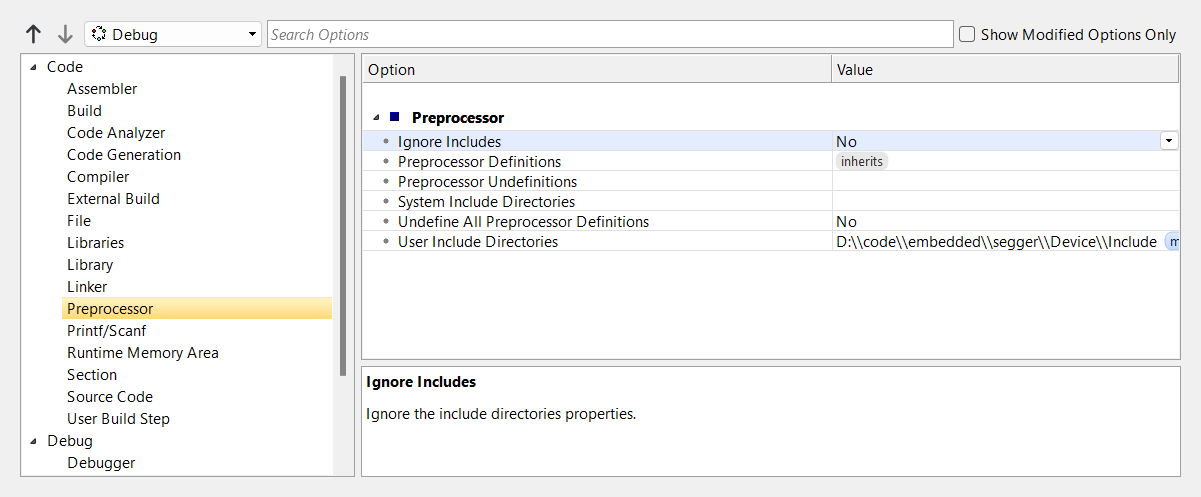 Debug
Search Options
Show Modified Options Only
Code
Assembler
Build
Code Analyzer
Code Generation
Compiler
External Build
File
Libraries
Library
Linker
Preprocessor
Printf/Scanf
Runtime Memory Area
Section
Source Code
User Build Step
Debug
Debugger
Option Value
Preprocessor
Ignore Includes No
Preprocessor Definitions inherits
Preprocessor Undefinitions
System Include Directories
Undefine All Preprocessor Definitions No
User Include Directories D:\\code\\embedded\\segger\\Device\\Include
Ignore Includes
Ignore the include directories properties.